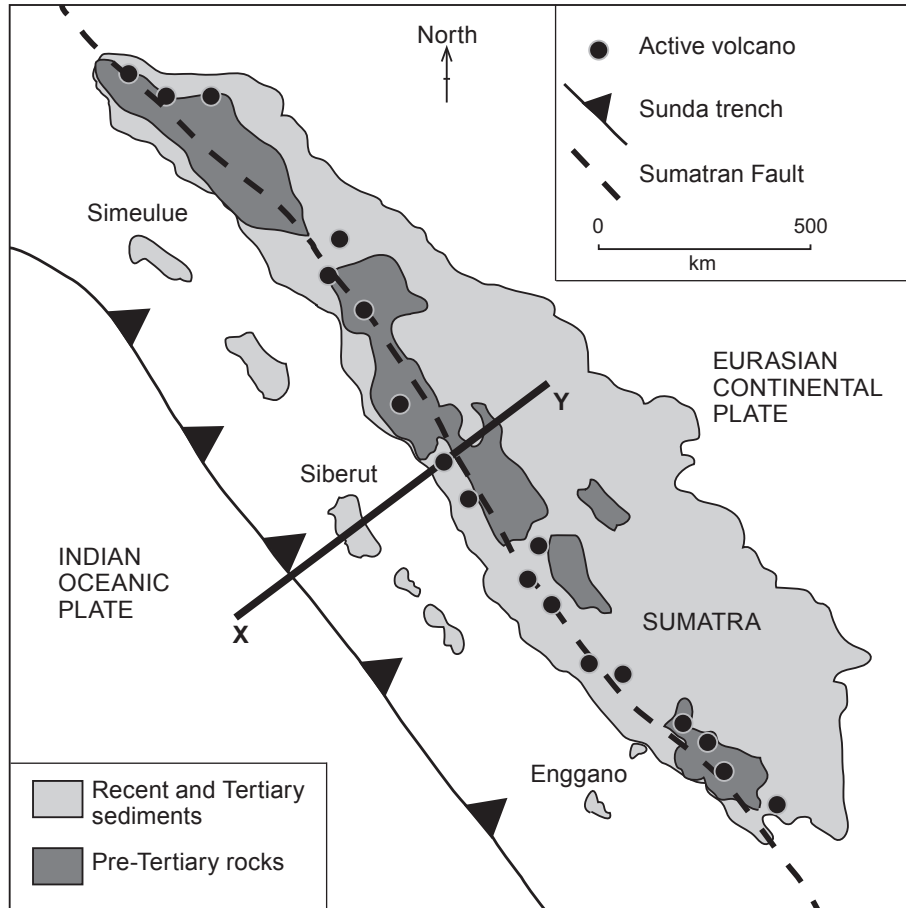 North
Active volcano
Sunda trench
Sumatran Fault
0 500
km
Simeulue
EURASIAN
CONTINENTAL
PLATE
Y
Siberut
INDIAN
OCEANIC
PLATE
X
SUMATRA
Enggano
Recent and Tertiary
sediments
Pre-Tertiary rocks